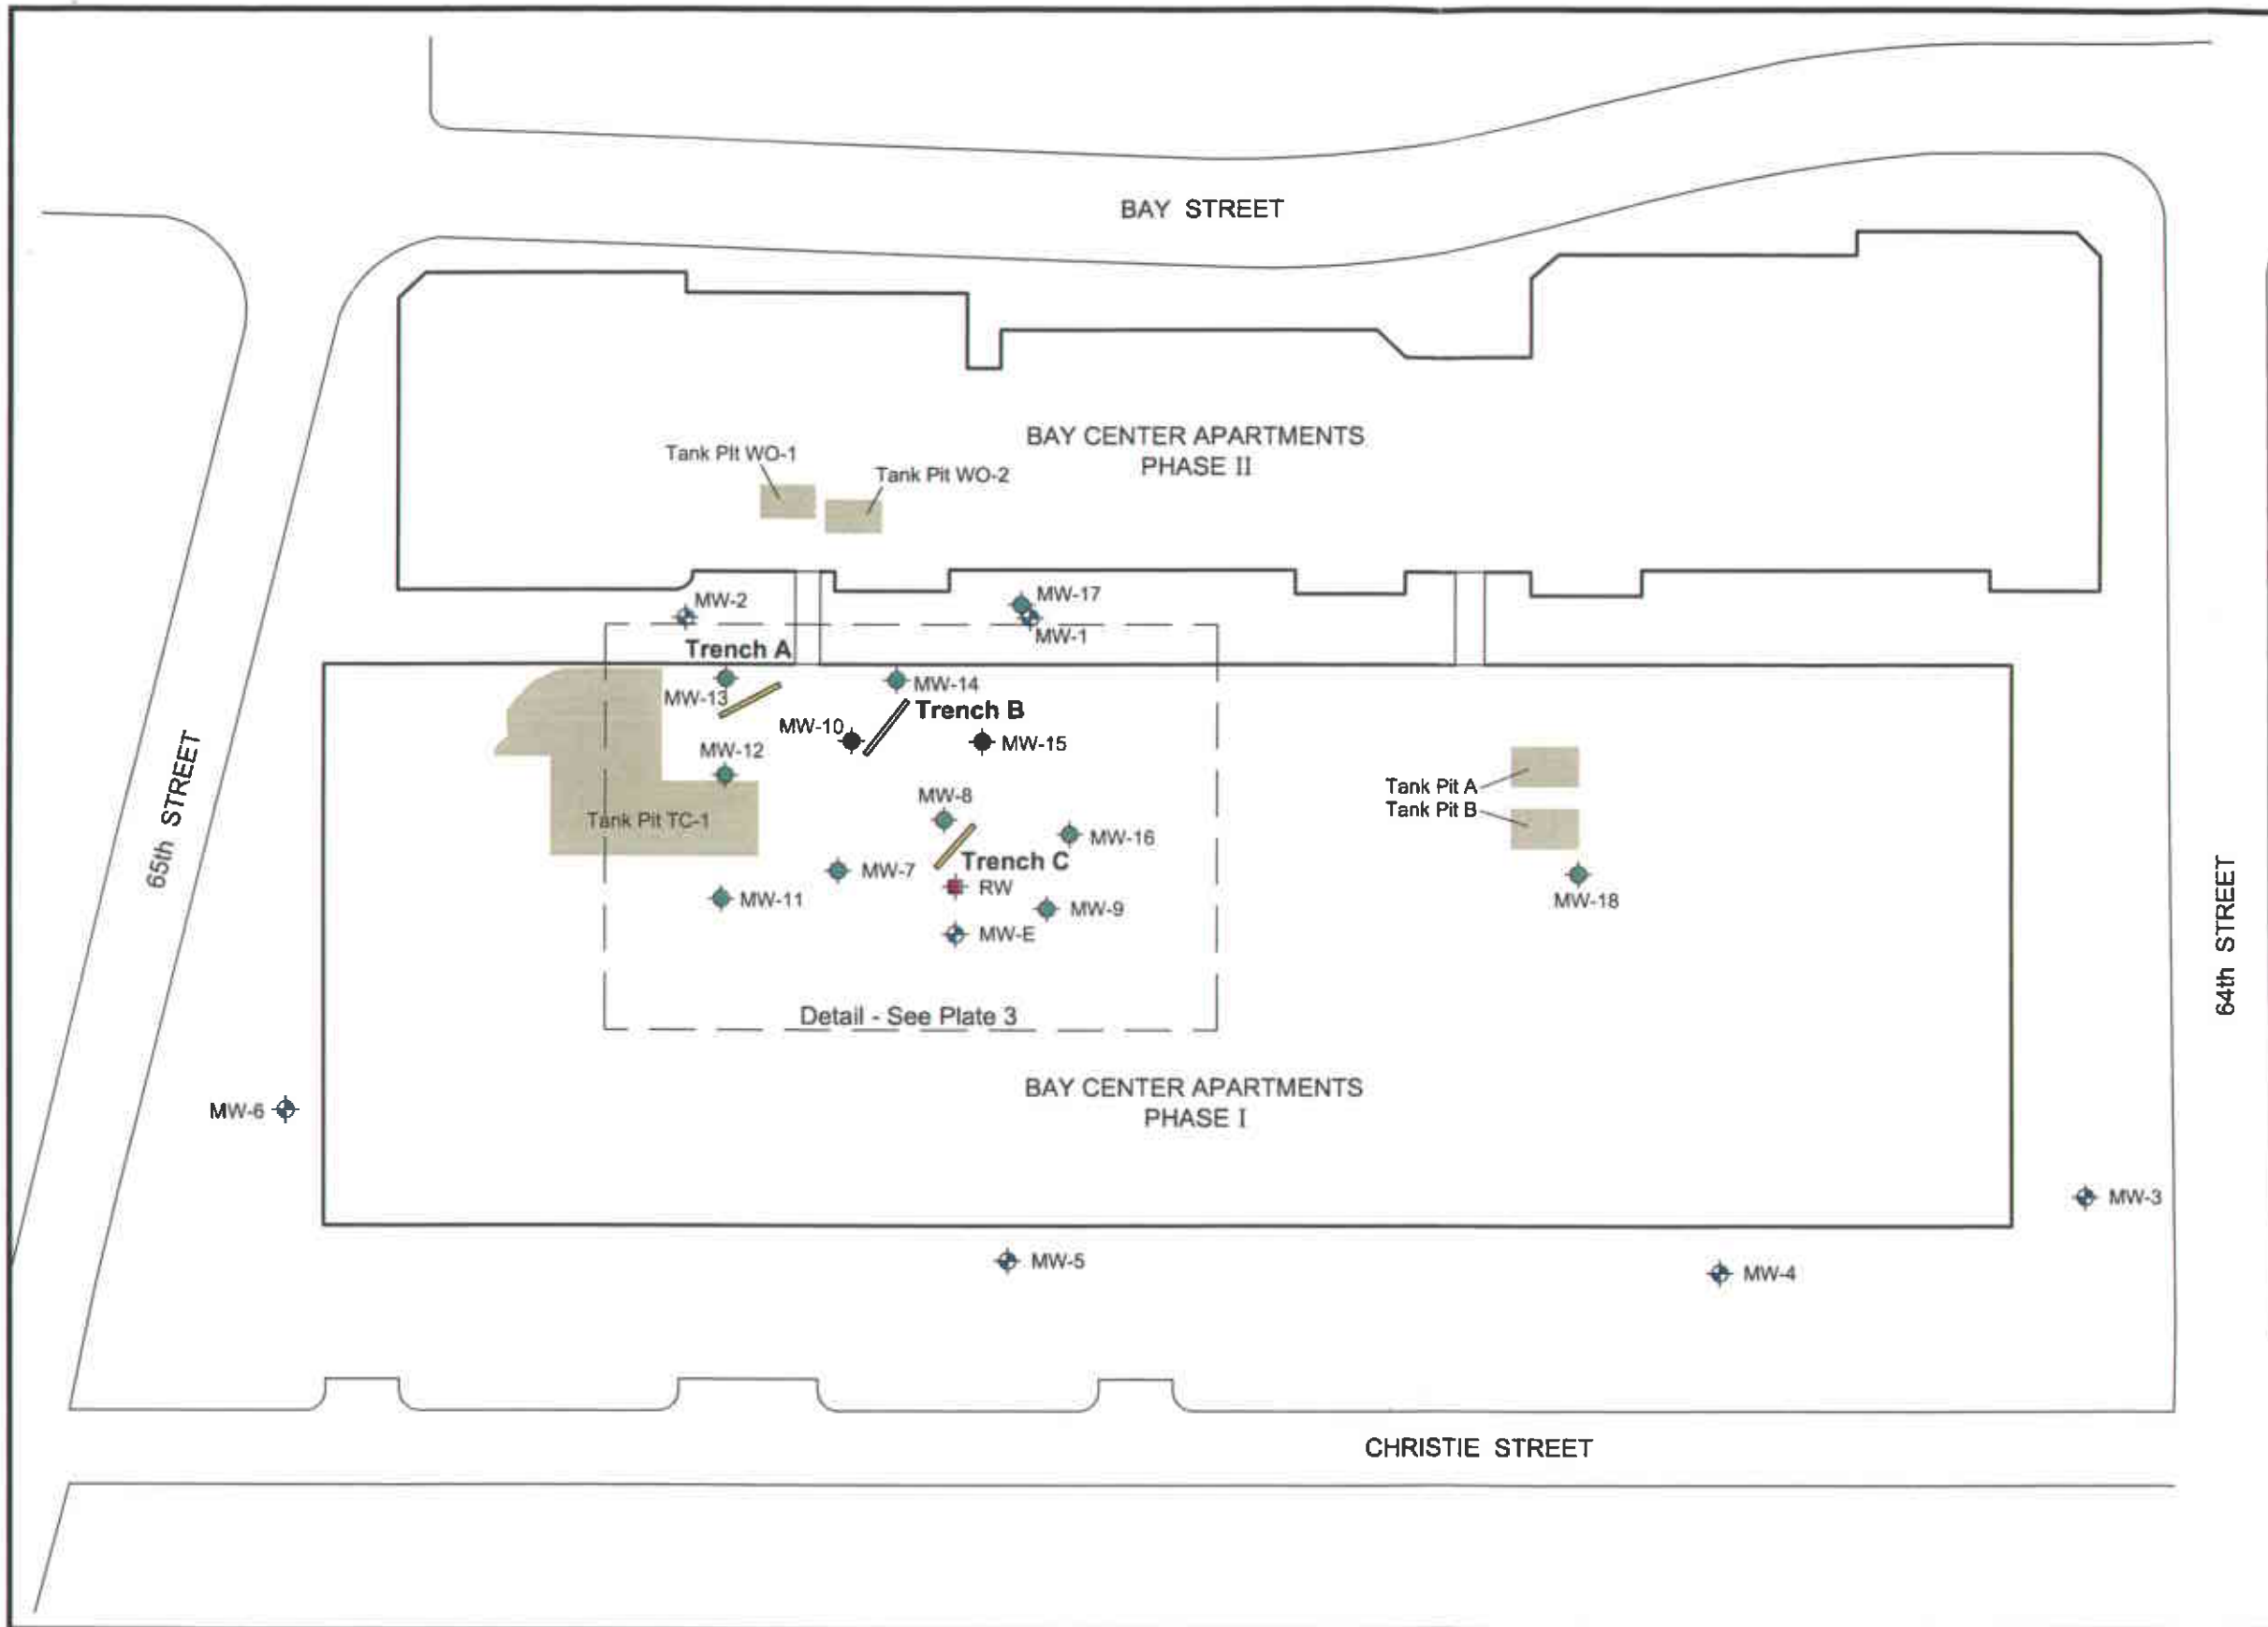 BAY STREET
BAY CENTER APARTMENTS
PHASE II
Tank Pit WO-1
Tank Pit WO-2
MW-2
MW-17
MW-1
Trench A
MW-13
MW-14
Trench B
MW-10
MW-15
MW-12
Tank Pit A
Tank Pit B
MW-8
Tank Pit TC-1
MW-16
Trench C
MW-7
RW
MW-11
MW-9
MW-18
MW-E
65th STREET
64th STREET
Detail - See Plate 3
BAY CENTER APARTMENTS
PHASE I
MW-6
MW-3
MW-5
MW-4
CHRISTIE STREET